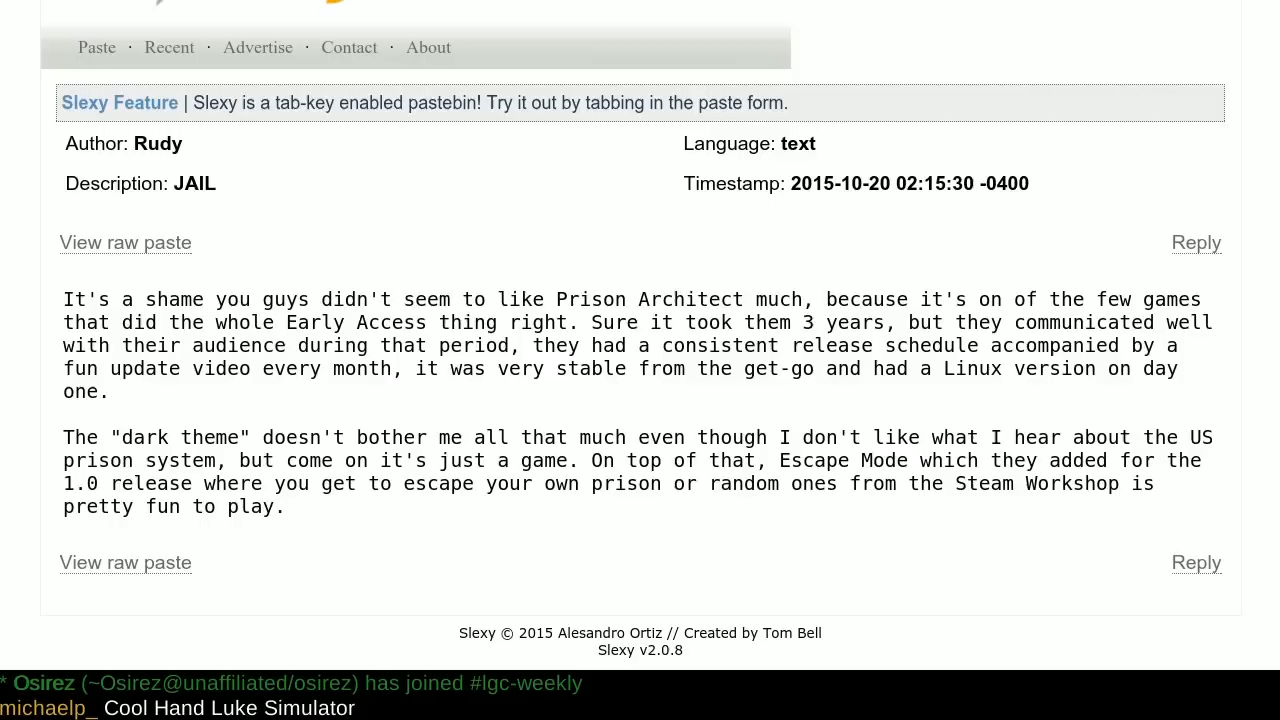 Paste · Recent · Advertise · Contact · About
Slexy Feature | Slexy is a tab-key enabled pastebin! Try it out by tabbing in the paste form.
Author: Rudy
Language: text
Description: JAIL
Timestamp: 2015-10-20 02:15:30 -0400
View raw paste
Reply
It's a shame you guys didn't seem to like Prison Architect much, because it's on of the few games
that did the whole Early Access thing right. Sure it took them 3 years, but they communicated well
with their audience during that period, they had a consistent release schedule accompanied by a
fun update video every month, it was very stable from the get-go and had a Linux version on day
one.
The "dark theme" doesn't bother me all that much even though I don't like what I hear about the US
prison system, but come on it's just a game. On top of that, Escape Mode which they added for the
1.0 release where you get to escape your own prison or random ones from the Steam Workshop is
pretty fun to play.
View raw paste
Reply
Slexy © 2015 Alesandro Ortiz // Created by Tom Bell
Slexy v2.0.8
* Osirez (~Osirez@unaffiliated/osirez) has joined #lgc-weekly
michaelp_ Cool Hand Luke Simulator